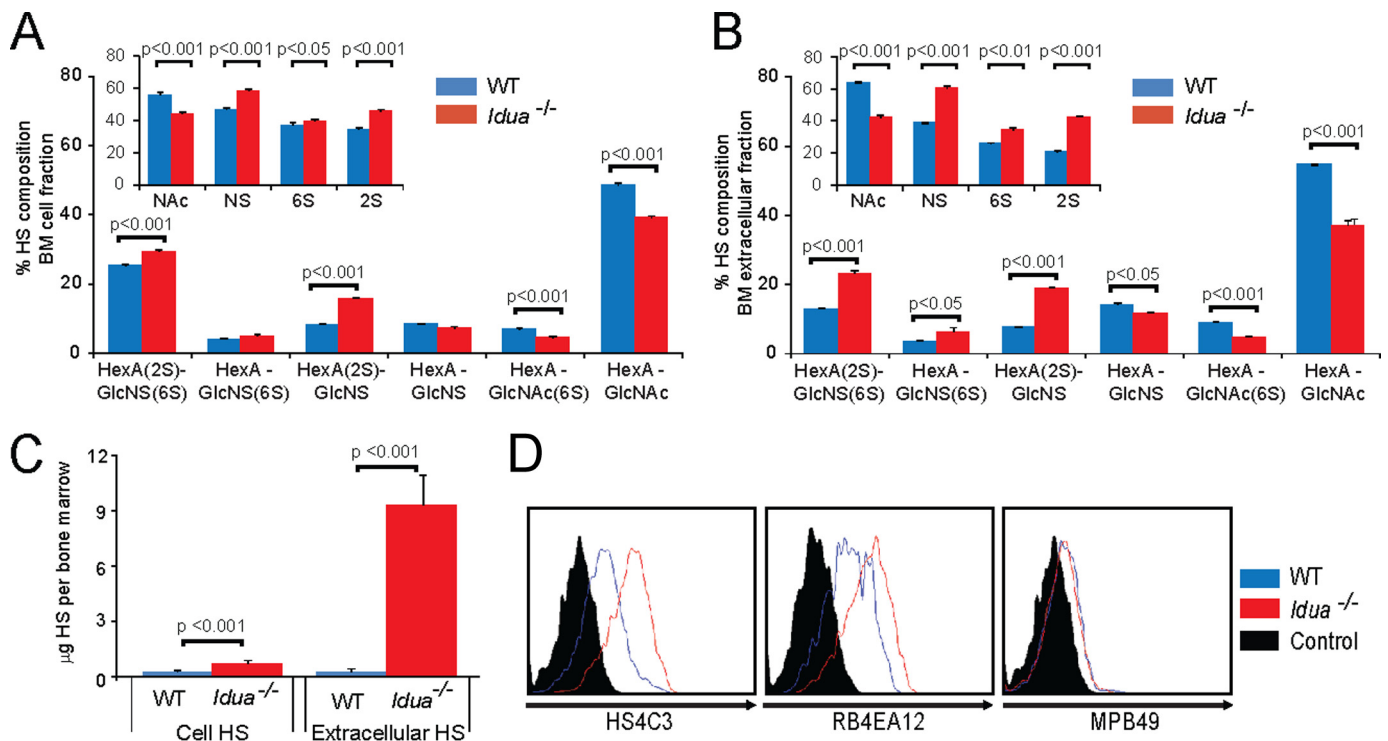 A
p<0.001 p<0.001 p<0.05 p<0.001
80
60
40
20
0
NAc NS 6S 2S
WT
Idua -/-
% HS composition
BM cell fraction
80
60
40
20
0
p<0.001
p<0.001
p<0.001
p<0.001
HexA(2S)-
GlcNS(6S)
HexA -
GlcNS(6S)
HexA(2S)-
GlcNS
HexA -
GlcNS
HexA -
GlcNAc(6S)
HexA -
GlcNAc
B
p<0.001 p<0.001 p<0.01 p<0.001
80
60
40
20
0
NAc NS 6S 2S
WT
Idua -/-
% HS composition
BM extracellular fraction
80
60
40
20
0
p<0.001
p<0.05
p<0.001
p<0.05
p<0.001
p<0.001
HexA(2S)-
GlcNS(6S)
HexA -
GlcNS(6S)
HexA(2S)-
GlcNS
HexA -
GlcNS
HexA -
GlcNAc(6S)
HexA -
GlcNAc
C
µg HS per bone marrow
12
9
6
3
0
p <0.001
p <0.001
WT Idua-/- WT Idua-/-
Cell HS Extracellular HS
D
HS4C3 RB4EA12 MPB49
WT
Idua -/-
Control